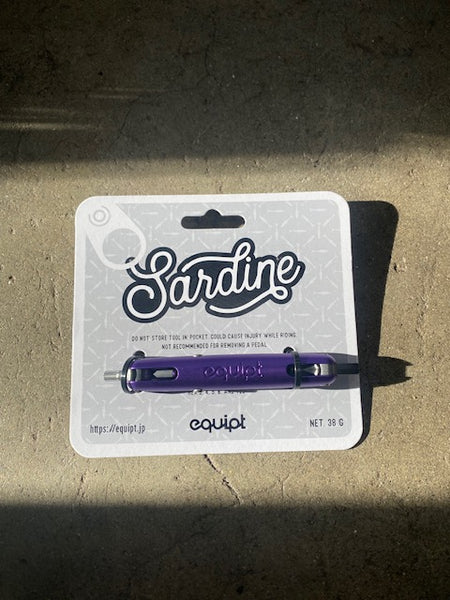 Sardine
DO NOT STORE TOOL IN POCKET. COULD CAUSE INJURY WHILE RIDING.
NOT RECOMMENDED FOR REMOVING A PEDAL.
equipt
equipt
https://equipt.jp
NET. 38 G